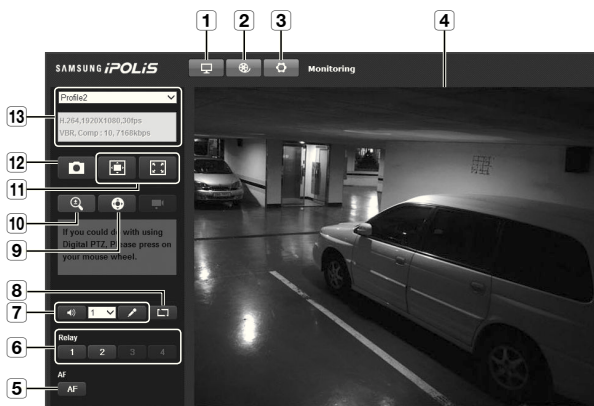 1
2
3
4
SAMSUNG iPOLiS
Monitoring
13
Profile2
H.264,1920X1080,30fps
VBR, Comp : 10, 7168kbps
12
11
10
9
If you could do with using
Digital PTZ, Please press on
your mouse wheel.
8
7
1
6
Relay
1 2 3 4
AF
5
AF